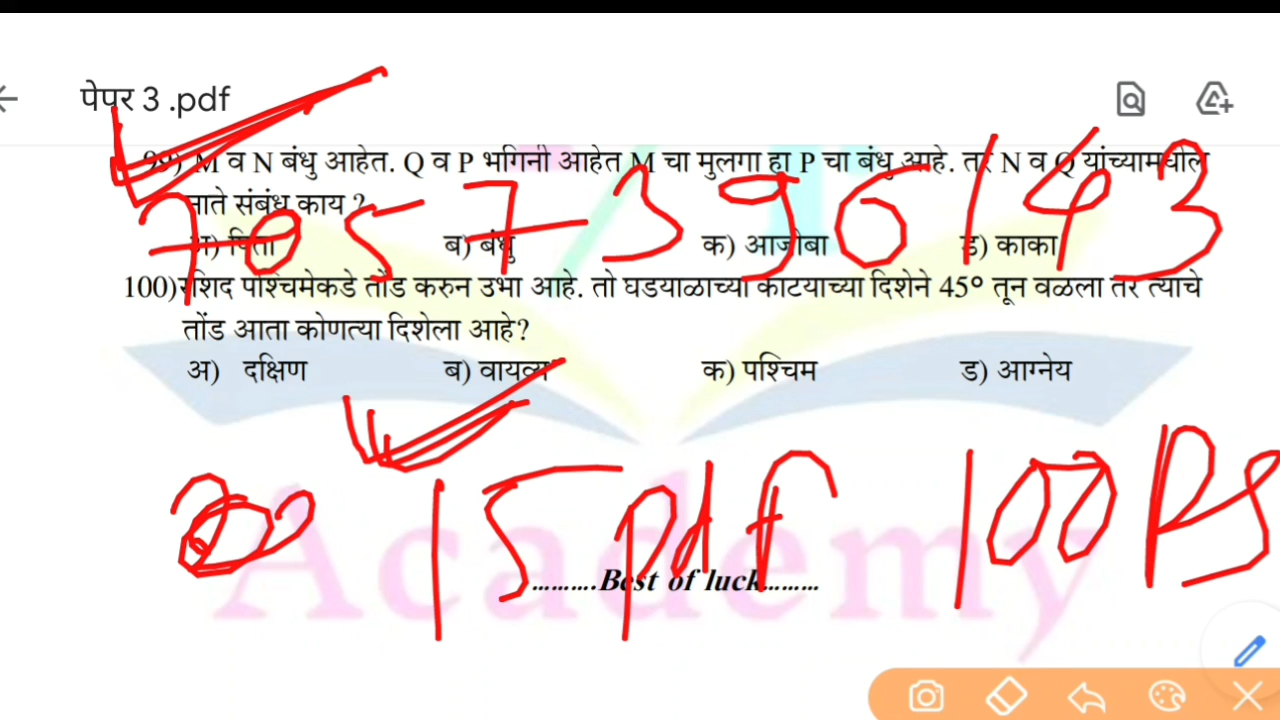 पेपर 3 .pdf
99) M व N बंधु आहेत. Q व P भगिनी आहेत M चा मुलगा हा P चा बंधु आहे. तर N व Q यांच्यामधील
नाते संबंध काय ?
अ) पिता ब) बंधु क) आजोबा ड) काका
7057396143
100) रशिद पश्चिमेकडे तोंड करुन उभा आहे. तो घडयाळाच्या काटयाच्या दिशेने 45° तून वळला तर त्याचे
तोंड आता कोणत्या दिशेला आहे?
अ) दक्षिण ब) वायव्य क) पश्चिम ड) आग्नेय
15 pdf 100 RS
Academy
..........Best of luck.........